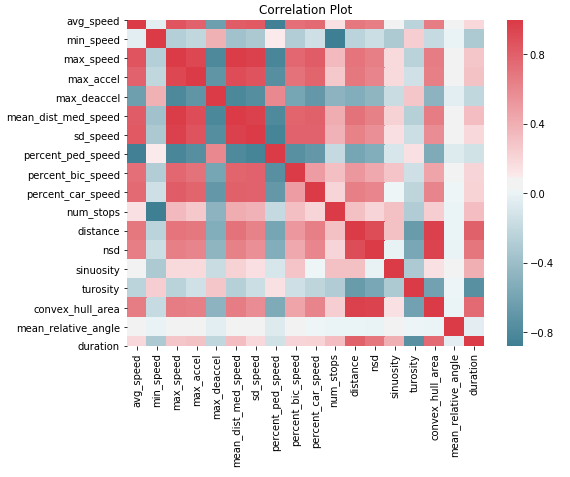 Correlation Plot
avg_speed
min_speed
max_speed
max_accel
max_deaccel
mean_dist_med_speed
sd_speed
percent_ped_speed
percent_bic_speed
percent_car_speed
num_stops
distance
nsd
sinuosity
turosity
convex_hull_area
mean_relative_angle
duration
0.8
0.4
0.0
−0.4
−0.8
avg_speed
min_speed
max_speed
max_accel
max_deaccel
mean_dist_med_speed
sd_speed
percent_ped_speed
percent_bic_speed
percent_car_speed
num_stops
distance
nsd
sinuosity
turosity
convex_hull_area
mean_relative_angle
duration